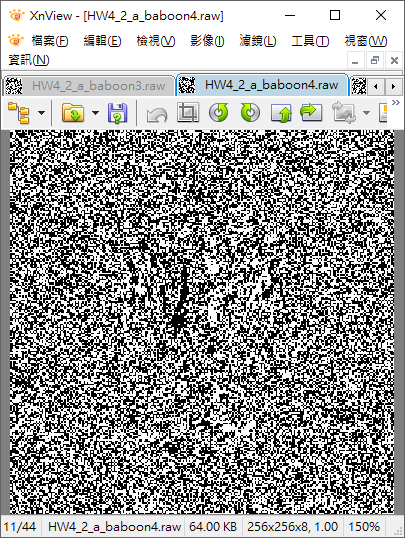 XnView - [HW4_2_a_baboon4.raw]
檔案(F) 編輯(E) 檢視(V) 影像(I) 濾鏡(L) 工具(T) 視窗(W)
資訊(N)
HW4_2_a_baboon3.raw HW4_2_a_baboon4.raw
11/44 HW4_2_a_baboon4.raw 64.00 KB 256x256x8, 1.00 150%